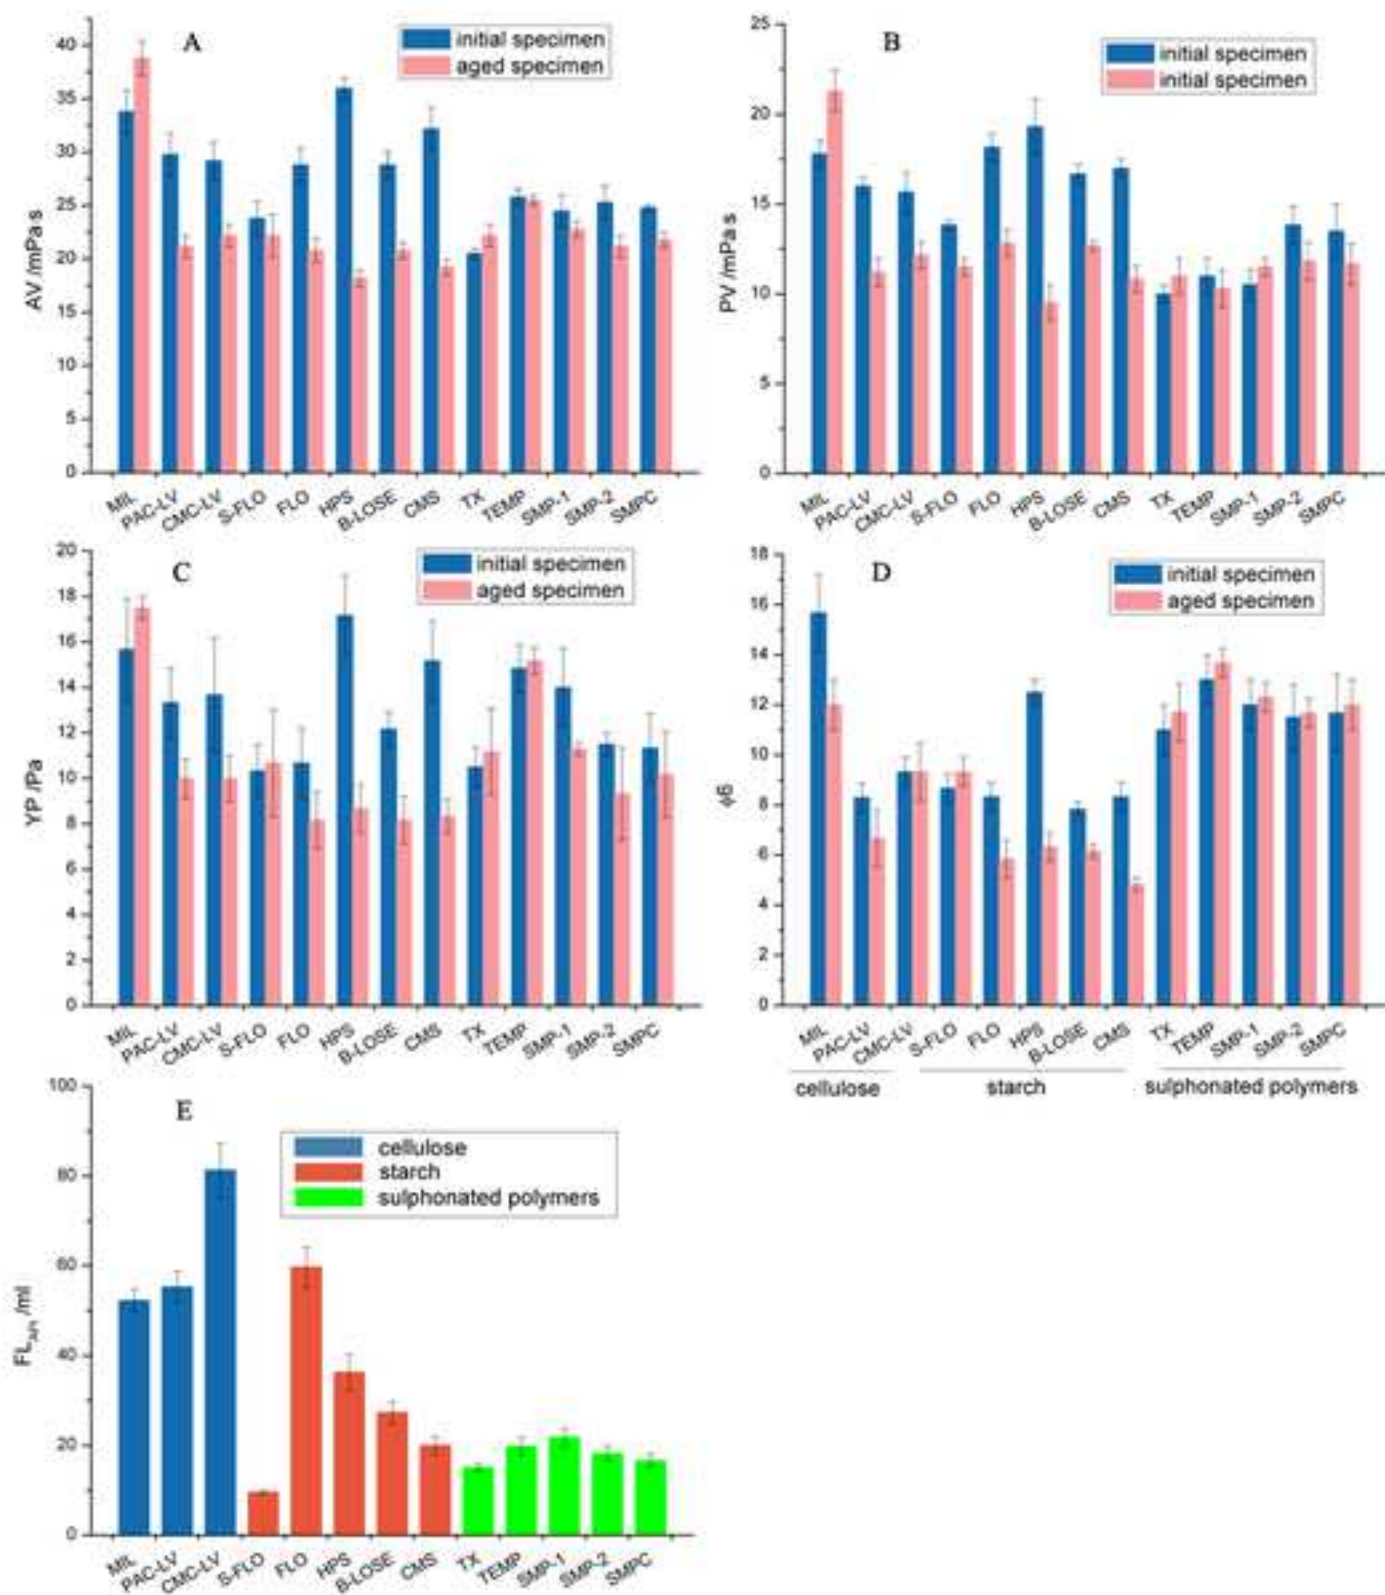 A
initial specimen
aged specimen
AV /mPa s
40
35
30
25
20
15
10
5
0
MIL PAC-LV CMC-LV S-FLO FLO HPS B-LOSE CMS TX TEMP SMP-1 SMP-2 SMPC
B
initial specimen
initial specimen
PV /mPa s
25
20
15
10
5
0
MIL PAC-LV CMC-LV S-FLO FLO HPS B-LOSE CMS TX TEMP SMP-1 SMP-2 SMPC
C
initial specimen
aged specimen
YP /Pa
20
18
16
14
12
10
8
6
4
2
0
MIL PAC-LV CMC-LV S-FLO FLO HPS B-LOSE CMS TX TEMP SMP-1 SMP-2 SMPC
D
initial specimen
aged specimen
ϕ6
18
16
14
12
10
8
6
4
2
0
MIL PAC-LV CMC-LV S-FLO FLO HPS B-LOSE CMS TX TEMP SMP-1 SMP-2 SMPC
cellulose starch sulphonated polymers
E
cellulose
starch
sulphonated polymers
FL_API /ml
100
80
60
40
20
0
MIL PAC-LV CMC-LV S-FLO FLO HPS B-LOSE CMS TX TEMP SMP-1 SMP-2 SMPC